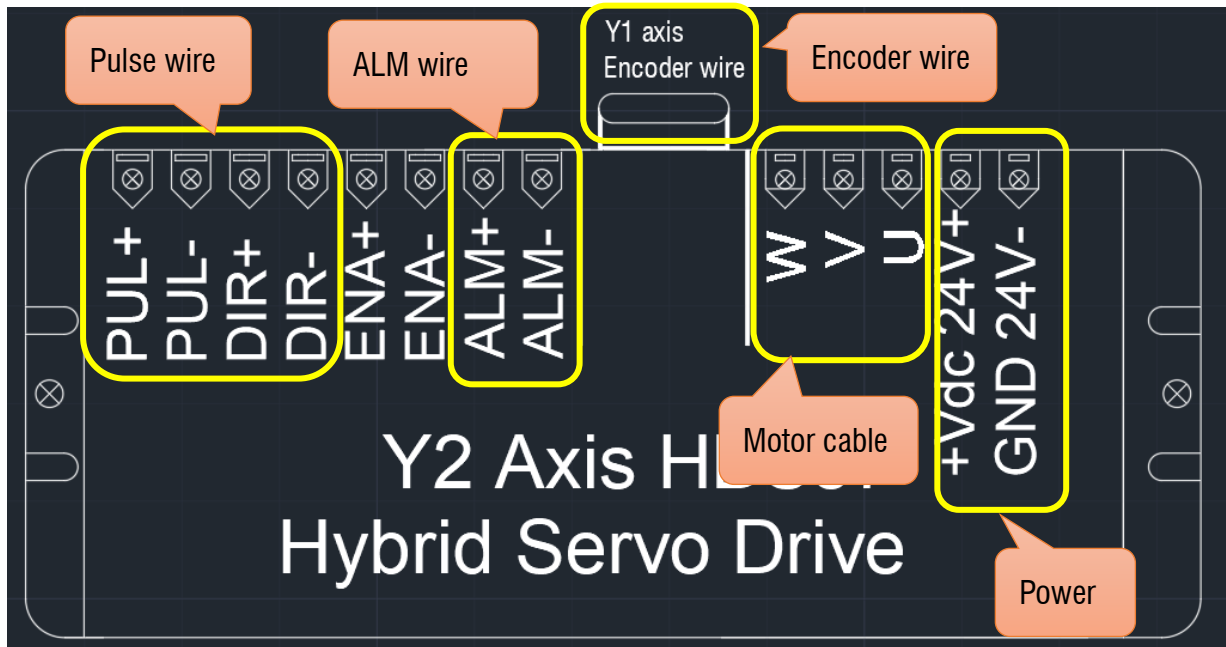 Pulse wire
ALM wire
Y1 axis
Encoder wire
Encoder wire
PUL+
PUL-
DIR+
DIR-
ENA+
ENA-
ALM+
ALM-
W
V
U
+Vdc 24V+
GND 24V-
Motor cable
Y2 Axis
Hybrid Servo Drive
Power